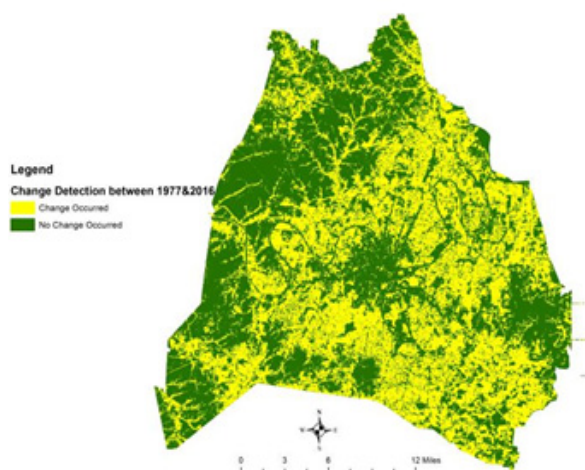 Legend
Change Detection between 1977&2016
Change Occurred
No Change Occurred
N
W E
S
0 3 6 12 Miles